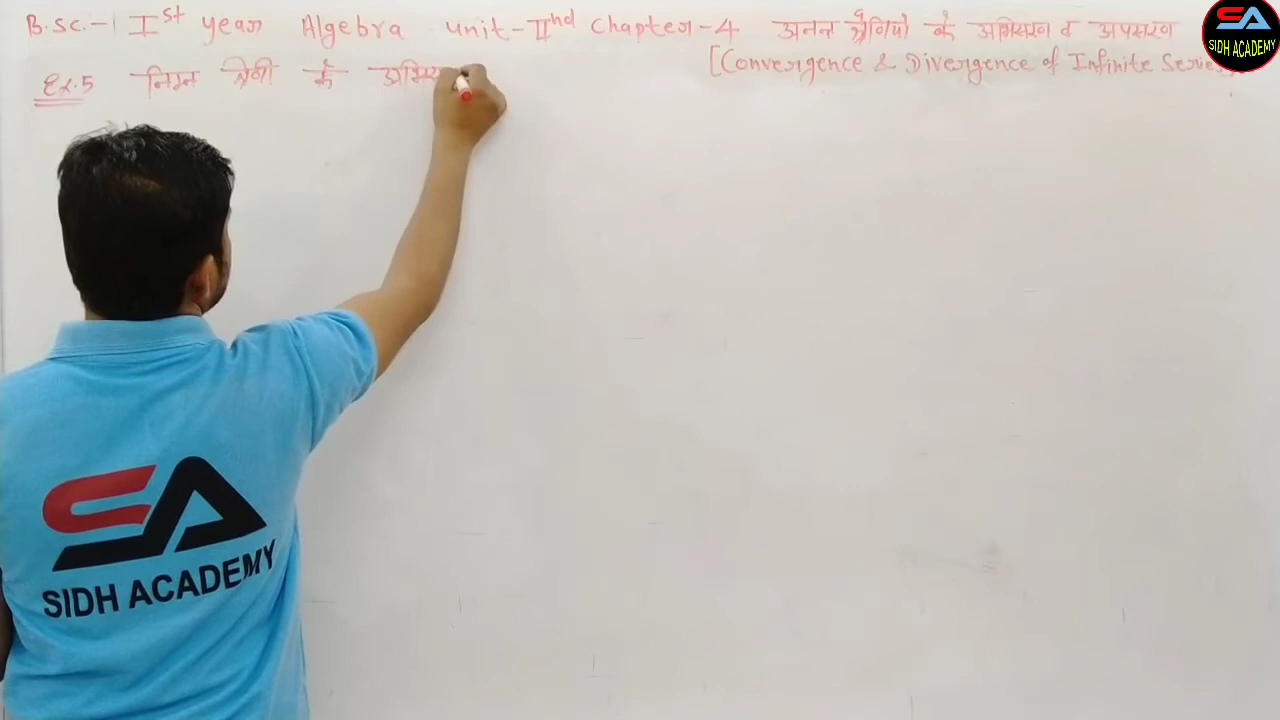 B.Sc.-I Ist year Algebra unit-IInd Chapter-4 अनन्त श्रेणियों के अभिसरण व अपसरण
[Convergence & Divergence of Infinite Series]
Ex.5 निम्न श्रेणी के
SA
SIDH ACADEMY
SA
SIDH ACADEMY